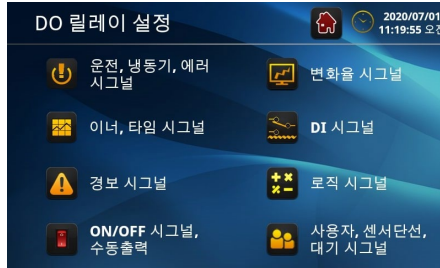 DO 릴레이 설정
2020/07/01
11:19:55 오전
운전, 냉동기, 에러
시그널
변화율 시그널
이너, 타임 시그널
DI 시그널
경보 시그널
로직 시그널
ON/OFF 시그널,
수동출력
사용자, 센서단선,
대기 시그널